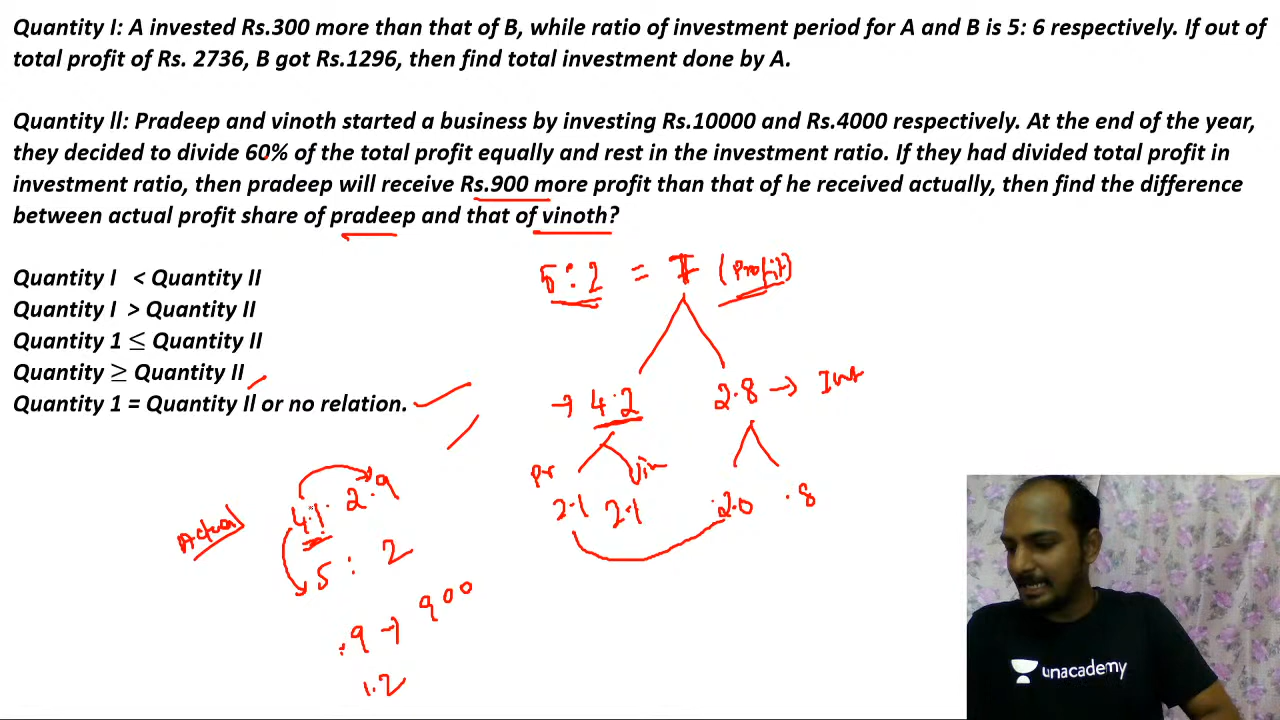 Quantity I: A invested Rs.300 more than that of B, while ratio of investment period for A and B is 5: 6 respectively. If out of
total profit of Rs. 2736, B got Rs.1296, then find total investment done by A.
Quantity ll: Pradeep and vinoth started a business by investing Rs.10000 and Rs.4000 respectively. At the end of the year,
they decided to divide 60% of the total profit equally and rest in the investment ratio. If they had divided total profit in
investment ratio, then pradeep will receive Rs.900 more profit than that of he received actually, then find the difference
between actual profit share of pradeep and that of vinoth?
Quantity I < Quantity II
Quantity I > Quantity II
Quantity 1 ≤ Quantity II
Quantity ≥ Quantity II
Quantity 1 = Quantity II or no relation.
5 : 2 = 7 (Profit)
→ 4.2 2.8 → Inv
Pr Vin
2.1 2.1 2.0 .8
Actual 4.1 : 2.9
5 : 2
.9 → 900
1.2
unacademy